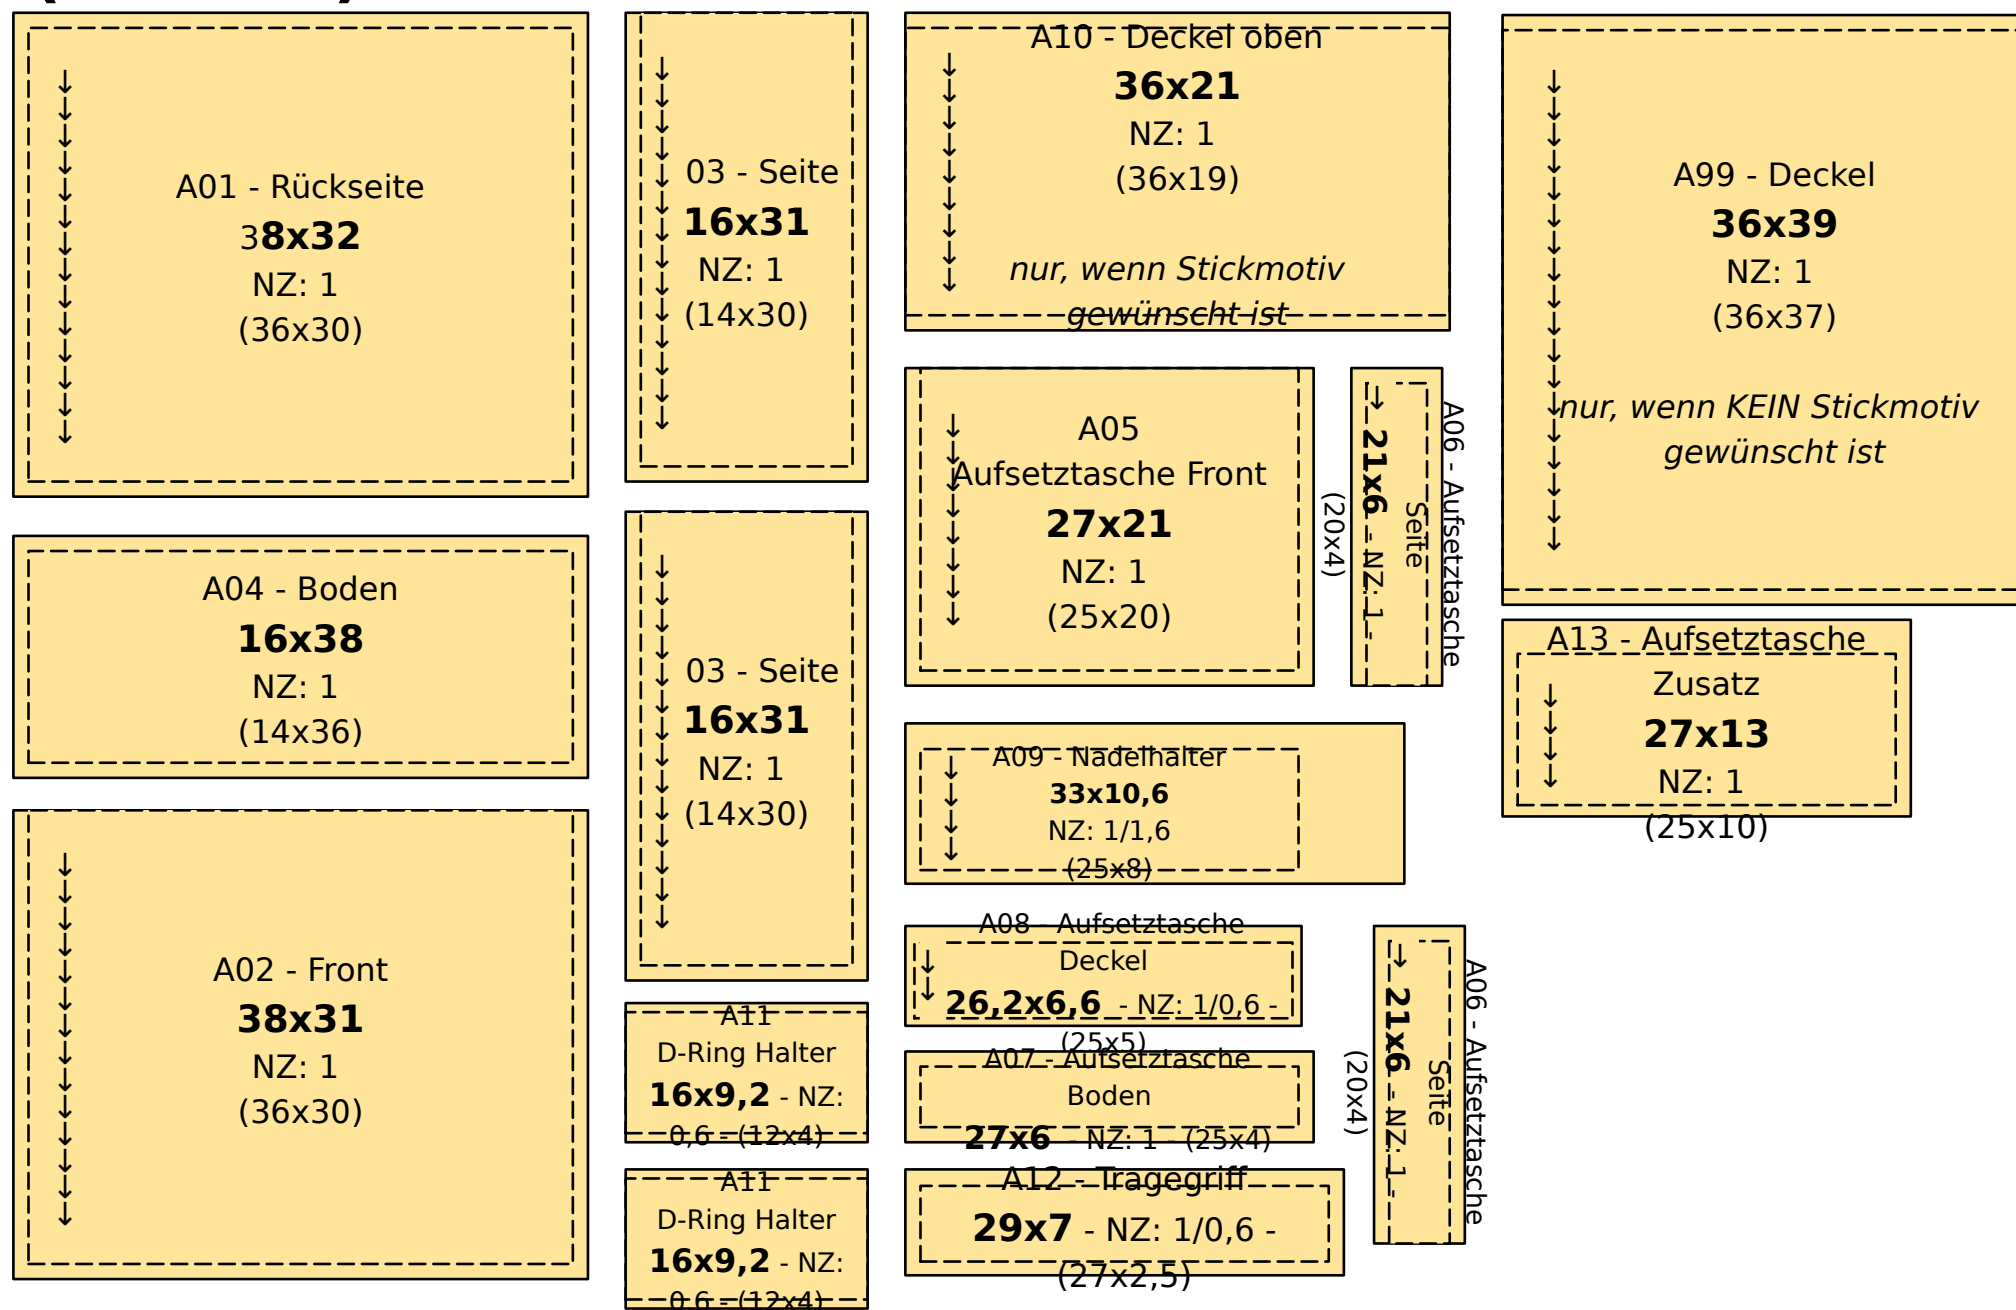 A01 - Rückseite
38x32
NZ: 1
(36x30)
A04 - Boden
16x38
NZ: 1
(14x36)
A02 - Front
38x31
NZ: 1
(36x30)
03 - Seite
16x31
NZ: 1
(14x30)
03 - Seite
16x31
NZ: 1
(14x30)
A11
D-Ring Halter
16x9,2 - NZ:
0,6 - (12x4)
A11
D-Ring Halter
16x9,2 - NZ:
0,6 - (12x4)
A10 - Deckel oben
36x21
NZ: 1
(36x19)
nur, wenn Stickmotiv
gewünscht ist
A05
Aufsetztasche Front
27x21
NZ: 1
(25x20)
A06 - Aufsetztasche
Seite
21x6 - NZ: 1 -
(20x4)
A09 - Nadelhalter
33x10,6
NZ: 1/1,6
(25x8)
A08 - Aufsetztasche
Deckel
26,2x6,6 - NZ: 1/0,6 -
(25x5)
A07 - Aufsetztasche
Boden
27x6 - NZ: 1 - (25x4)
A12 - Tragegriff
29x7 - NZ: 1/0,6 -
(27x2,5)
A06 - Aufsetztasche
Seite
21x6 - NZ: 1 -
(20x4)
A99 - Deckel
36x39
NZ: 1
(36x37)
nur, wenn KEIN Stickmotiv
gewünscht ist
A13 - Aufsetztasche
Zusatz
27x13
NZ: 1
(25x10)